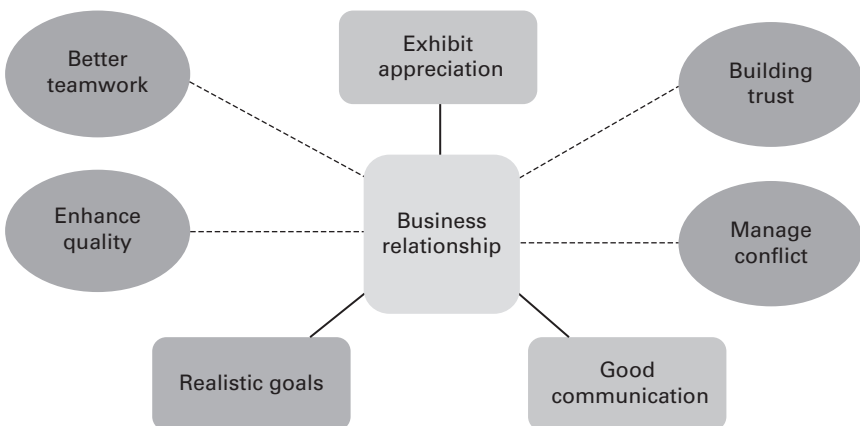 Better
teamwork
Exhibit
appreciation
Building
trust
Enhance
quality
Business
relationship
Manage
conflict
Realistic goals
Good
communication